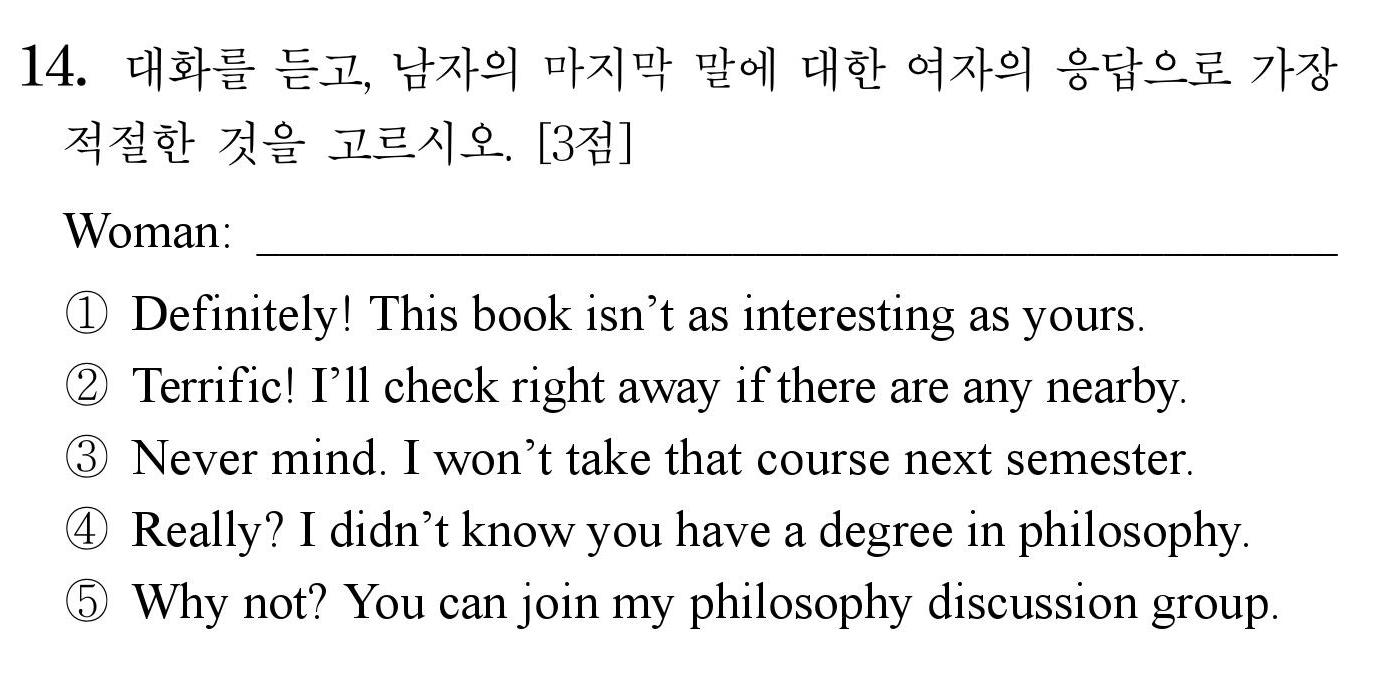 14. 대화를 듣고, 남자의 마지막 말에 대한 여자의 응답으로 가장
적절한 것을 고르시오. [3점]
Woman: ________________________________
① Definitely! This book isn’t as interesting as yours.
② Terrific! I’ll check right away if there are any nearby.
③ Never mind. I won’t take that course next semester.
④ Really? I didn’t know you have a degree in philosophy.
⑤ Why not? You can join my philosophy discussion group.